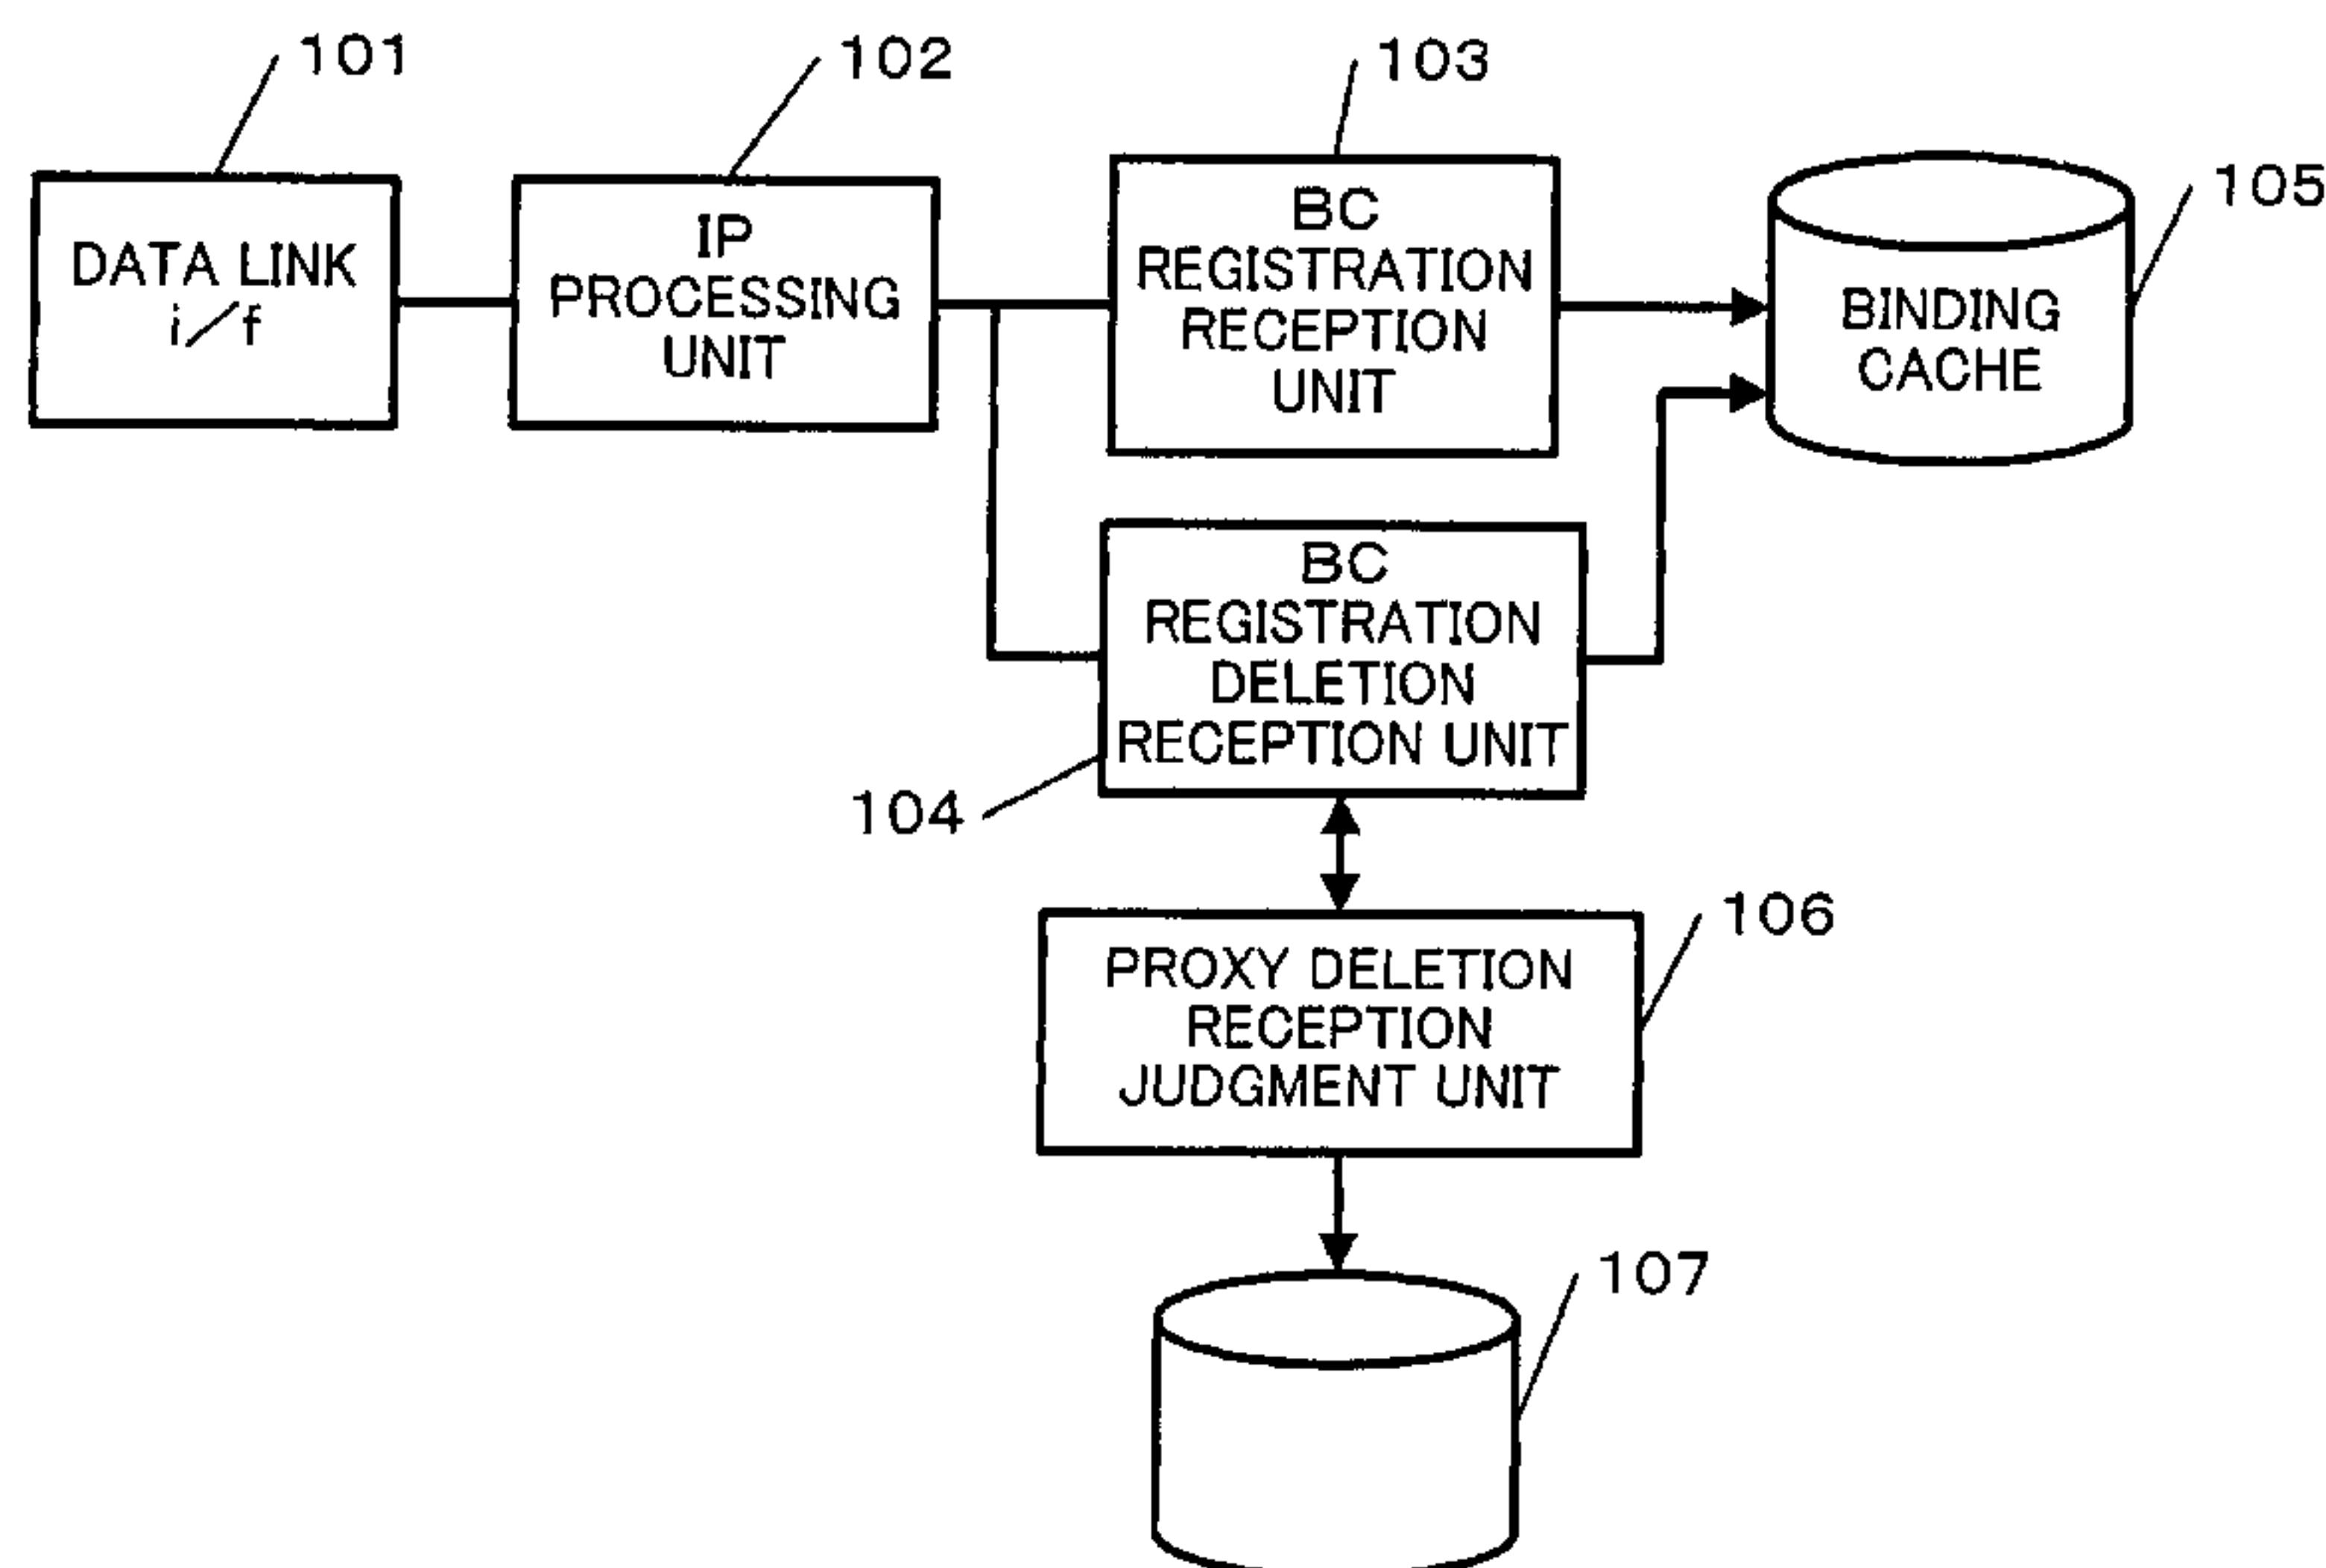 101
102
103
105
DATA LINK
i/f
IP
PROCESSING
UNIT
BC
REGISTRATION
RECEPTION
UNIT
BINDING
CACHE
BC
REGISTRATION
DELETION
RECEPTION UNIT
104
106
PROXY DELETION
RECEPTION
JUDGMENT UNIT
107